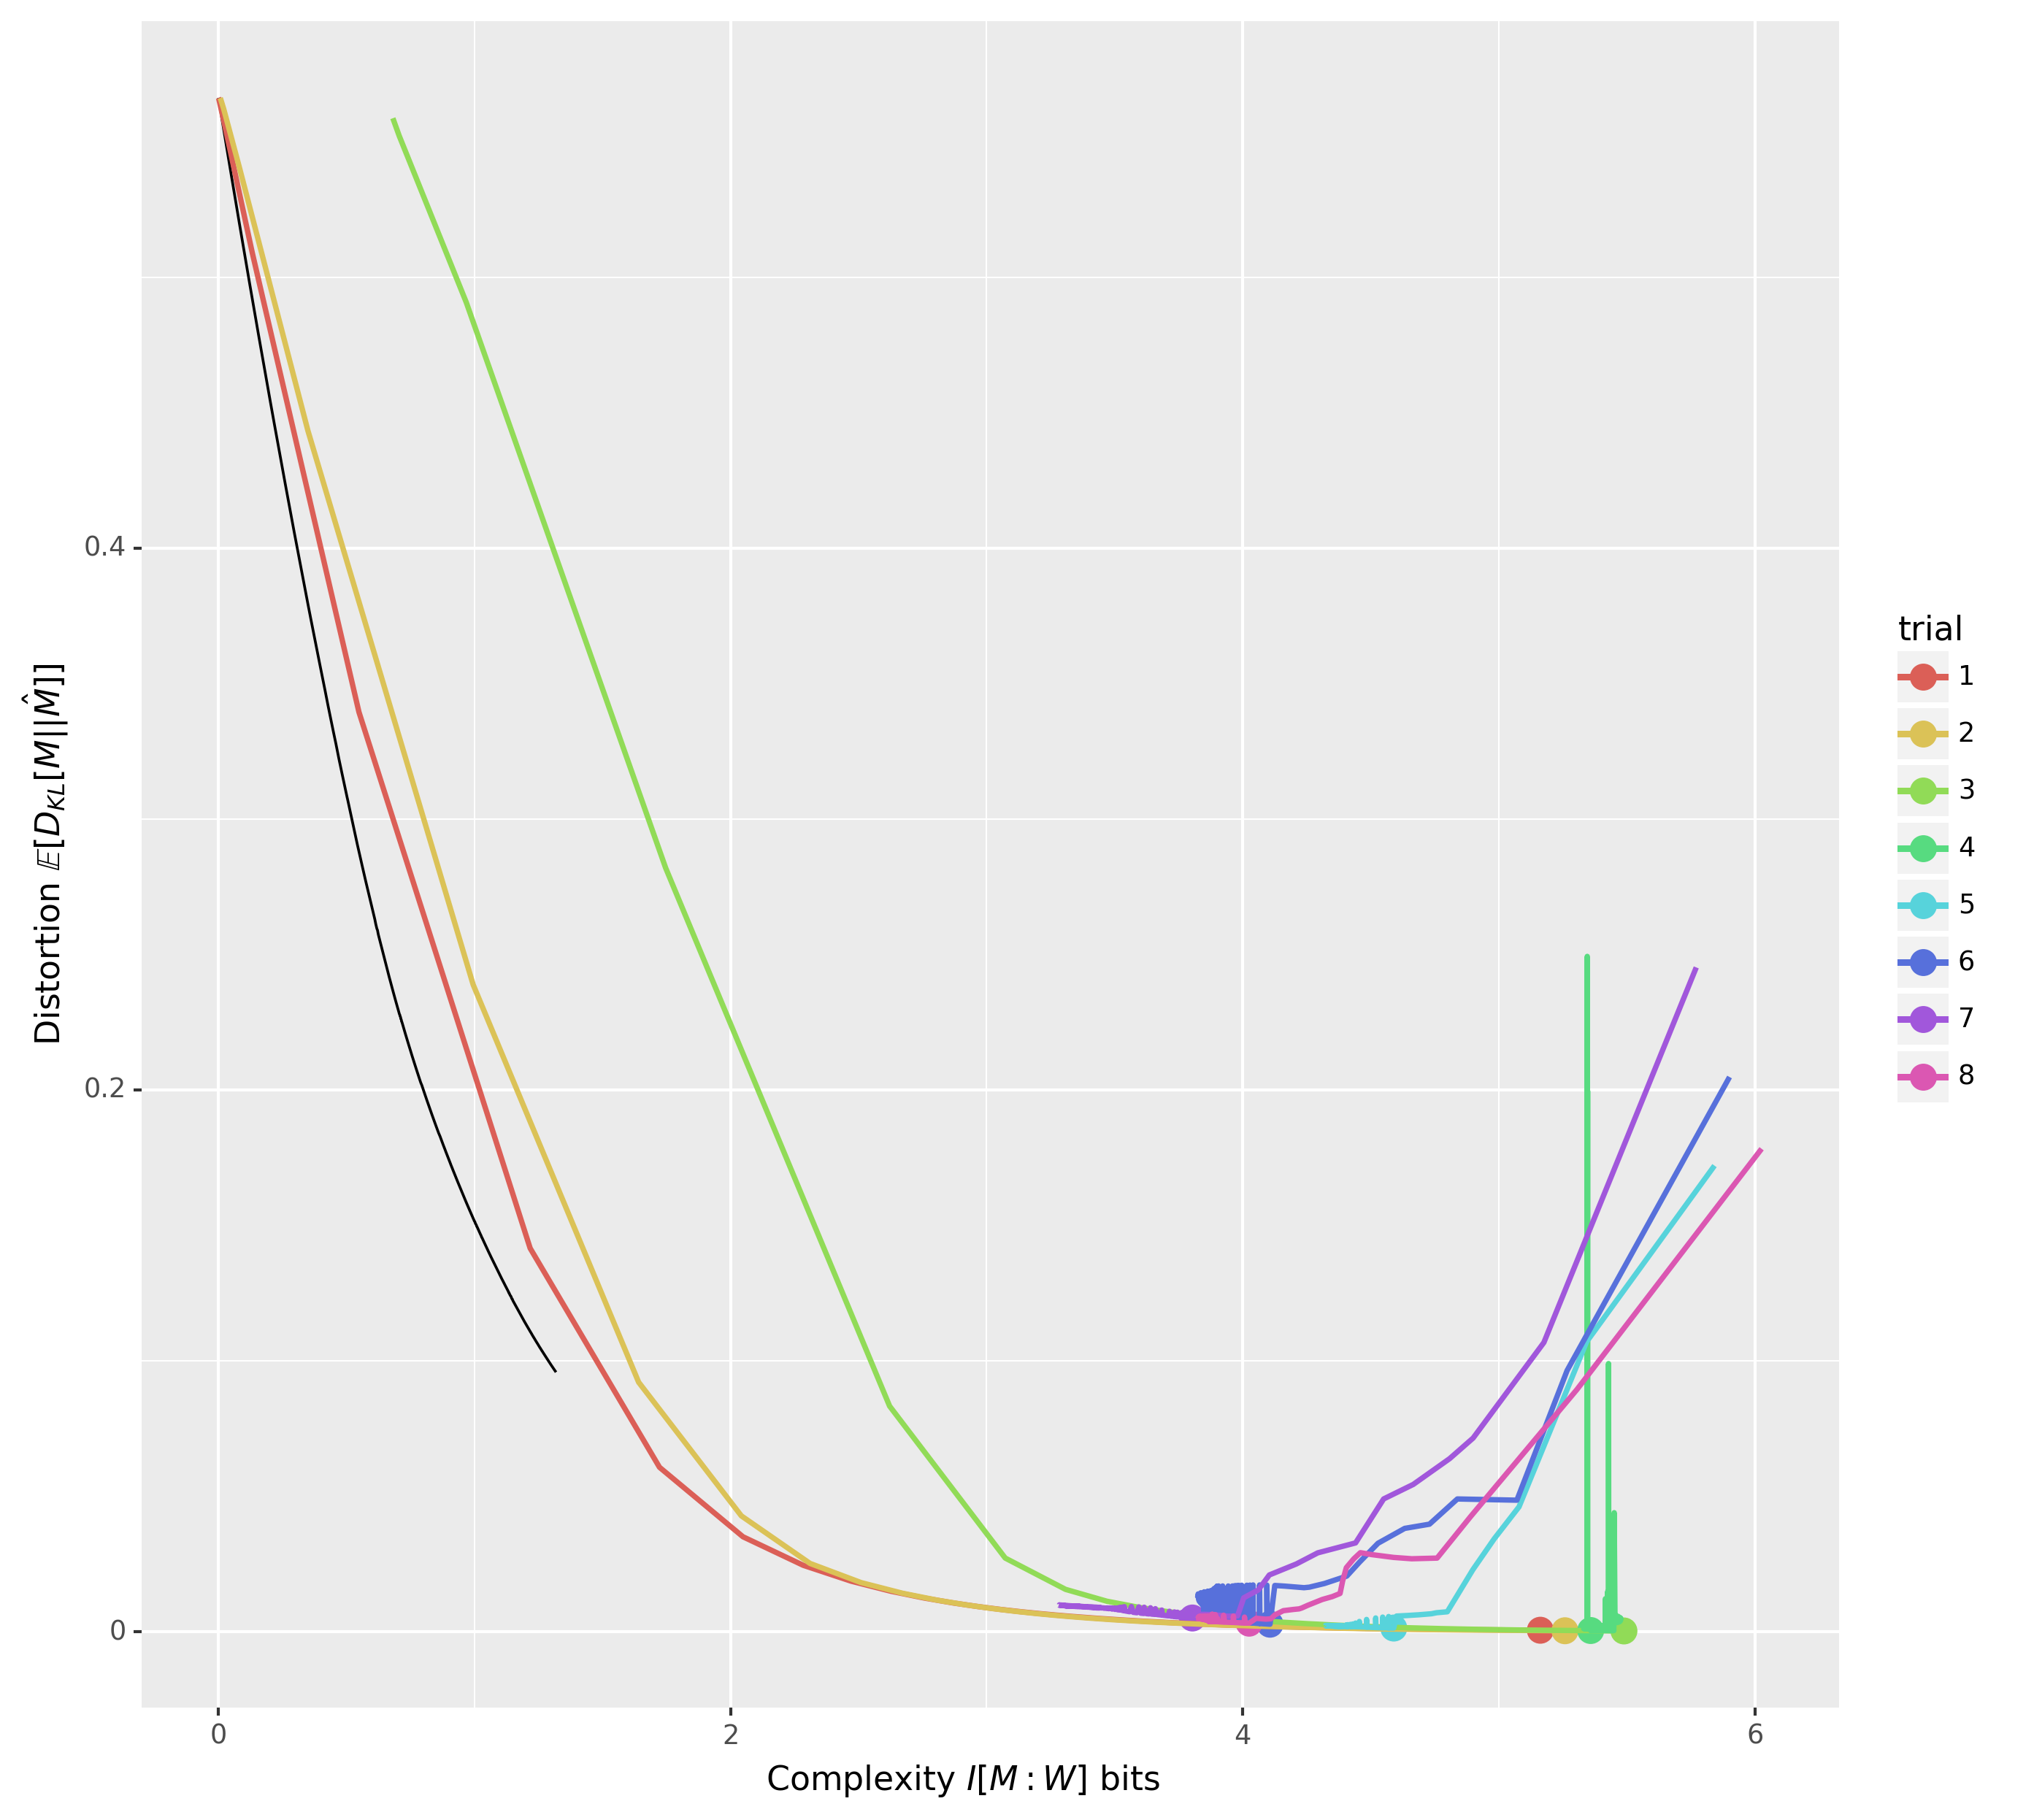 Distortion 𝔼[D_KL[M||M̂]]
0.4
0.2
0
0 2 4 6
Complexity I[M : W] bits
trial
1
2
3
4
5
6
7
8